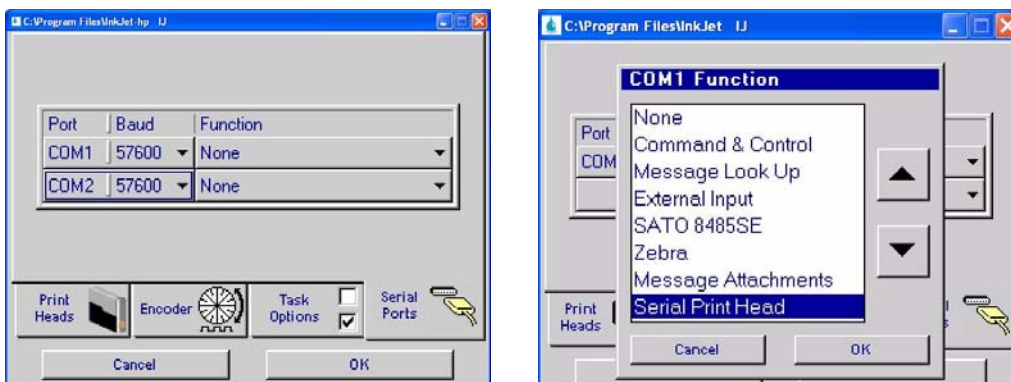 C:\Program Files\InkJet-hp IJ
Port Baud Function
COM1 57600 None
COM2 57600 None
Print Heads
Encoder
Task Options
Serial Ports
Cancel OK
C:\Program Files\InkJet IJ
COM1 Function
None
Command & Control
Message Look Up
External Input
SATO 8485SE
Zebra
Message Attachments
Serial Print Head
Cancel OK
Port
COM
Print Heads